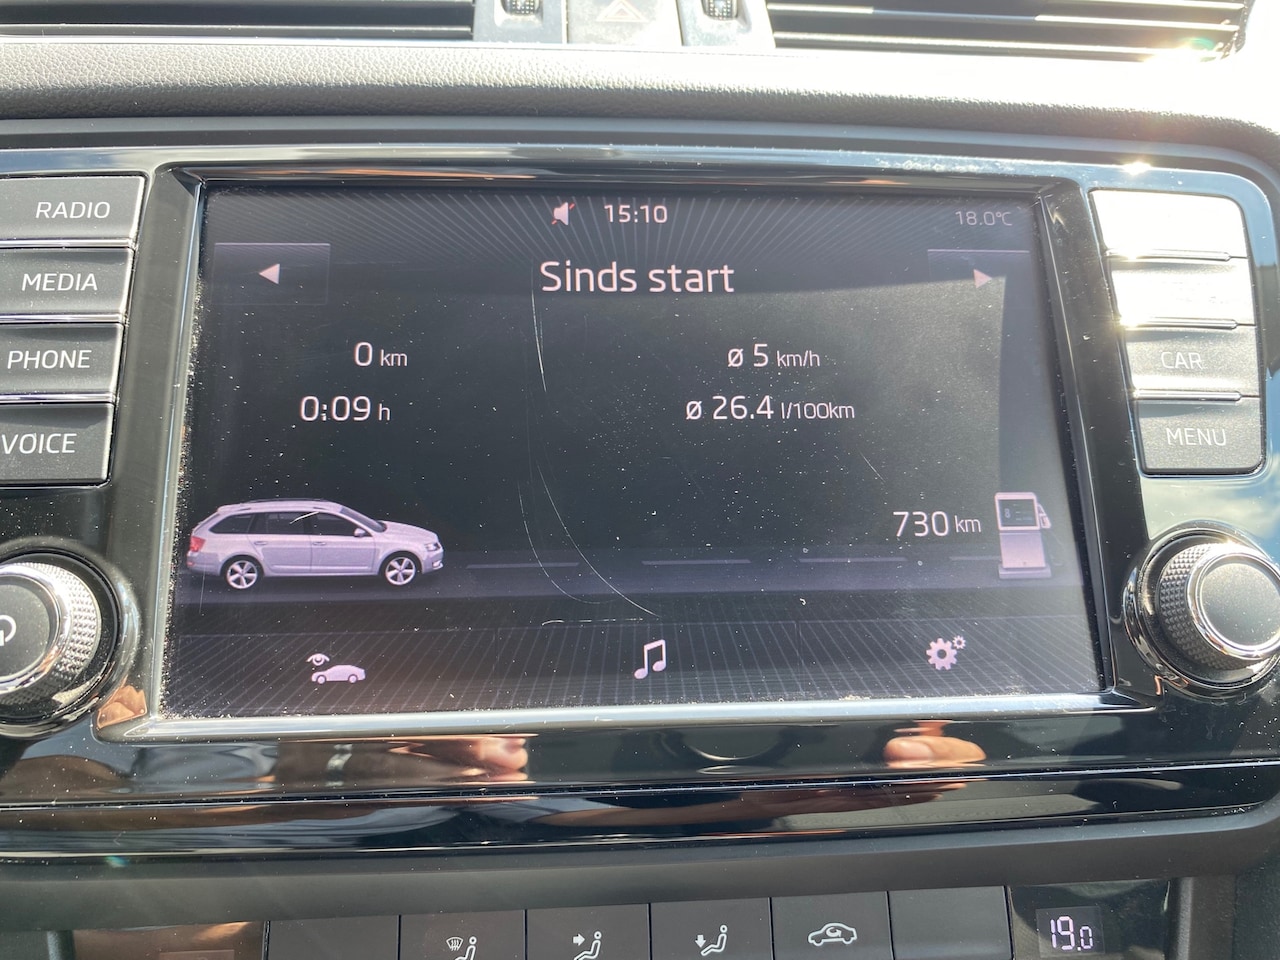 15:10
18.0°C
RADIO
Sinds start
MEDIA
0 km
ø 5 km/h
PHONE
CAR
0:09 h
ø 26.4 l/100km
VOICE
MENU
730 km
19.0